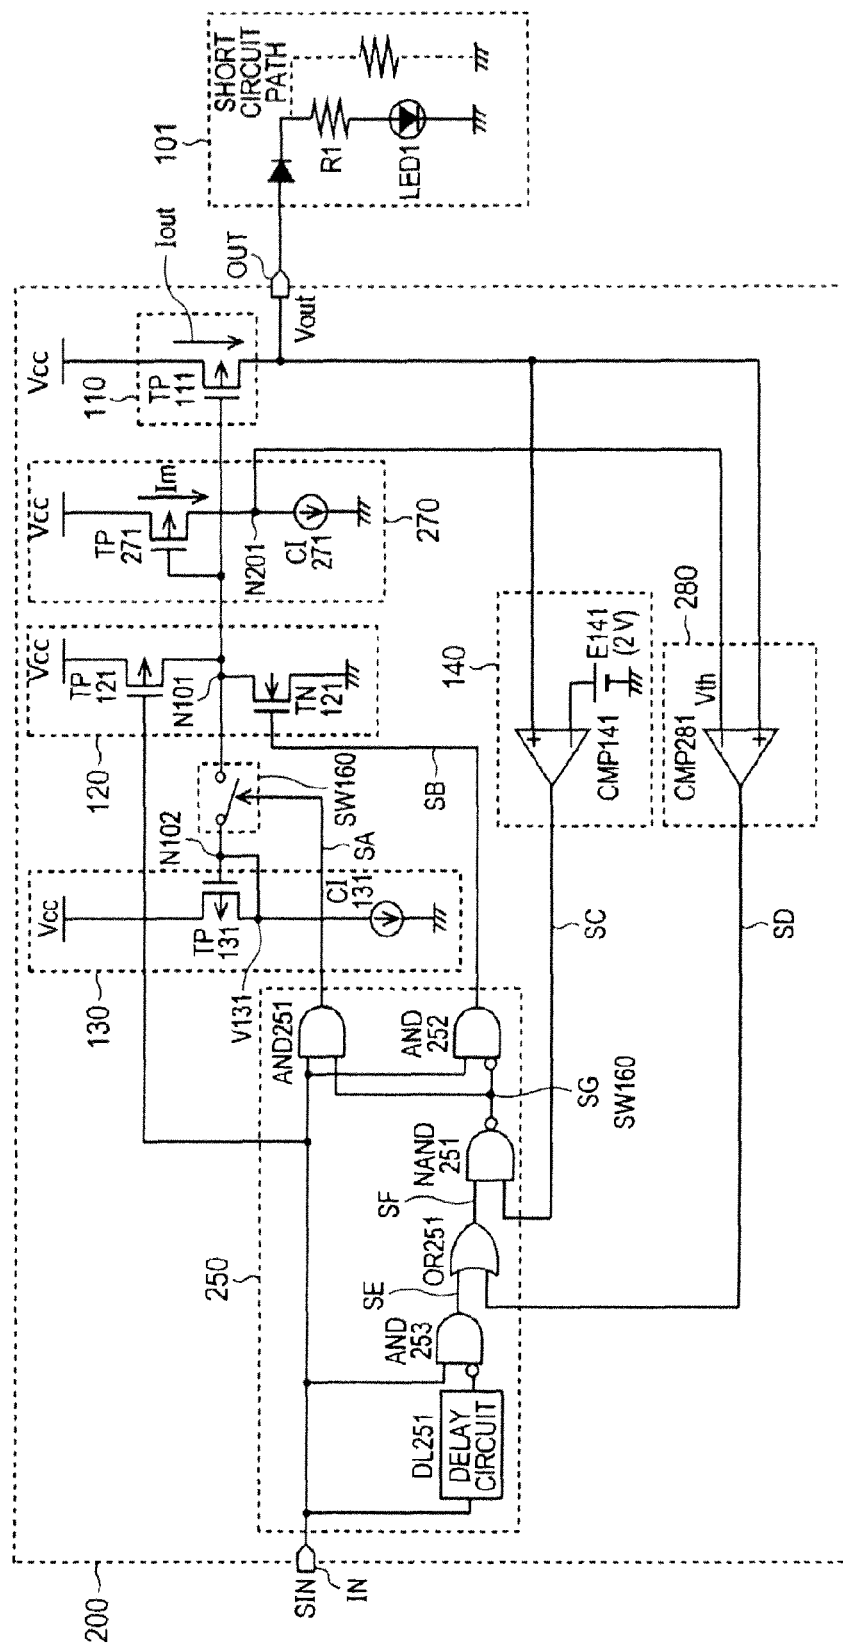 200
SIN
IN
250
DL251
DELAY
CIRCUIT
AND
253
SE
OR251
SF
NAND
251
SG
SW160
AND251
AND
252
130
Vcc
TP
131
V131
CI
131
N102
SA
SW160
SB
120
Vcc
TP
121
N101
TN
121
SC
SD
140
CMP141
E141
(2 V)
280
CMP281
Vth
+
+
Vcc
TP
271
Im
N201
CI
271
270
Vcc
110
TP
111
Iout
Vout
OUT
101
SHORT
CIRCUIT
PATH
R1
LED1